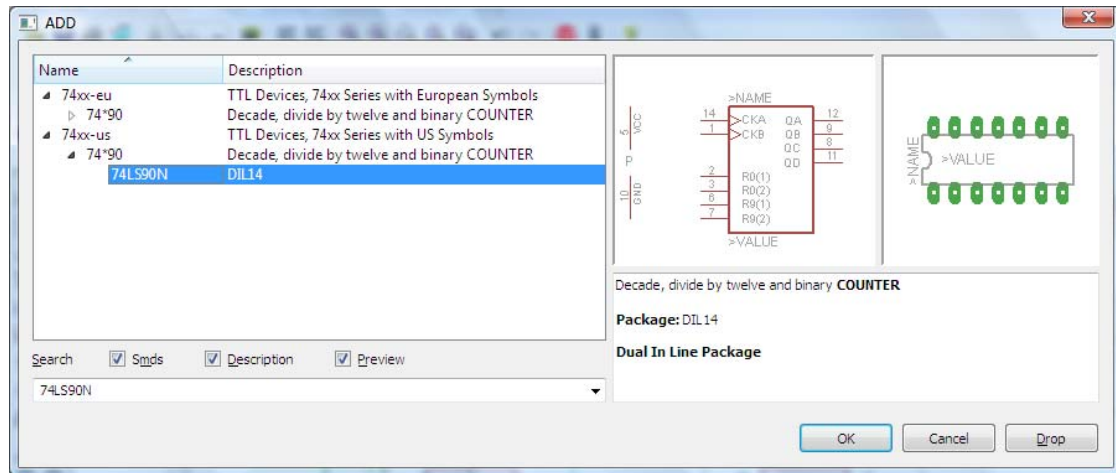 ADD
Name Description
74xx-eu TTL Devices, 74xx Series with European Symbols
74*90 Decade, divide by twelve and binary COUNTER
74xx-us TTL Devices, 74xx Series with US Symbols
74*90 Decade, divide by twelve and binary COUNTER
74LS90N DIL14
Search Smds Description Preview
74LS90N
5 VCC
P
10 GND
>NAME
14 CKA QA 12
1 CKB QB 9
QC 8
QD 11
2 R0(1)
3 R0(2)
6 R9(1)
7 R9(2)
>VALUE
>NAME
>VALUE
Decade, divide by twelve and binary COUNTER
Package: DIL14
Dual In Line Package
OK Cancel Drop